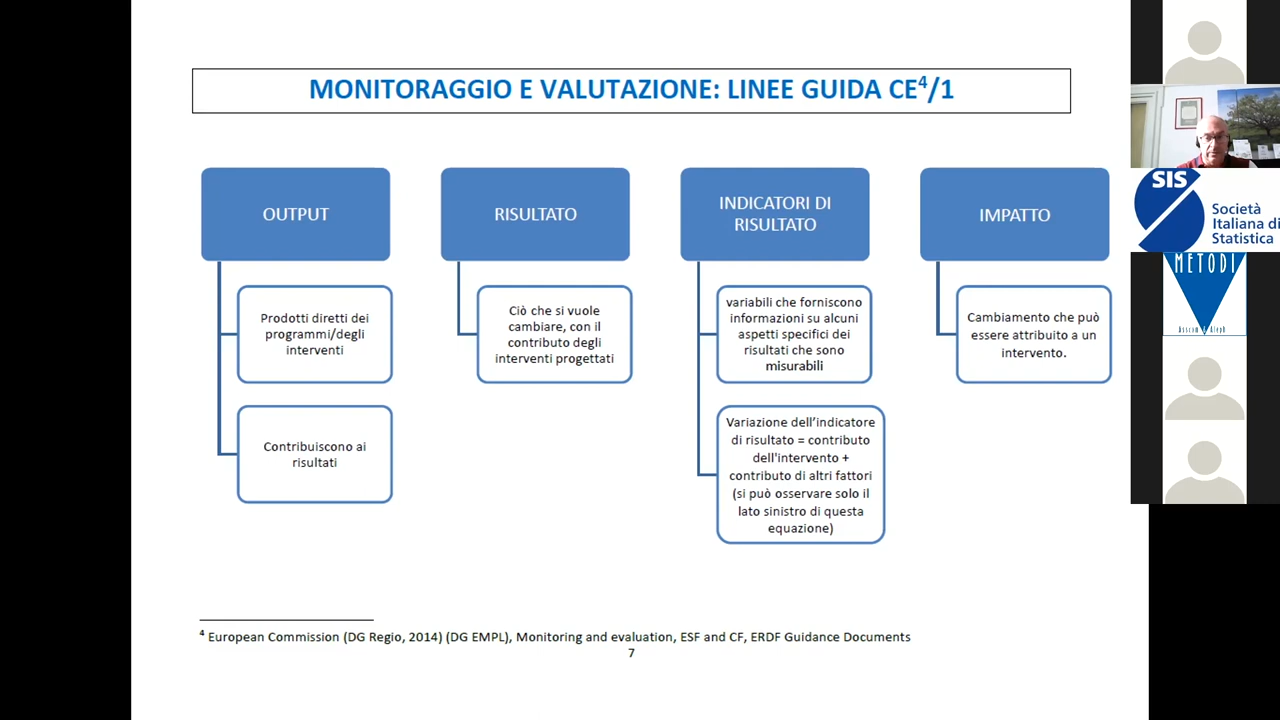 MONITORAGGIO E VALUTAZIONE: LINEE GUIDA CE4/1
OUTPUT
Prodotti diretti dei
programmi/degli
interventi
Contribuiscono ai
risultati
RISULTATO
Ciò che si vuole
cambiare, con il
contributo degli
interventi progettati
INDICATORI DI
RISULTATO
variabili che forniscono
informazioni su alcuni
aspetti specifici dei
risultati che sono
misurabili
Variazione dell’indicatore
di risultato = contributo
dell'intervento +
contributo di altri fattori
(si può osservare solo il
lato sinistro di questa
equazione)
IMPATTO
Cambiamento che può
essere attribuito a un
intervento.
4 European Commission (DG Regio, 2014) (DG EMPL), Monitoring and evaluation, ESF and CF, ERDF Guidance Documents
7
SIS
Società
Italiana di
Statistica
METODI